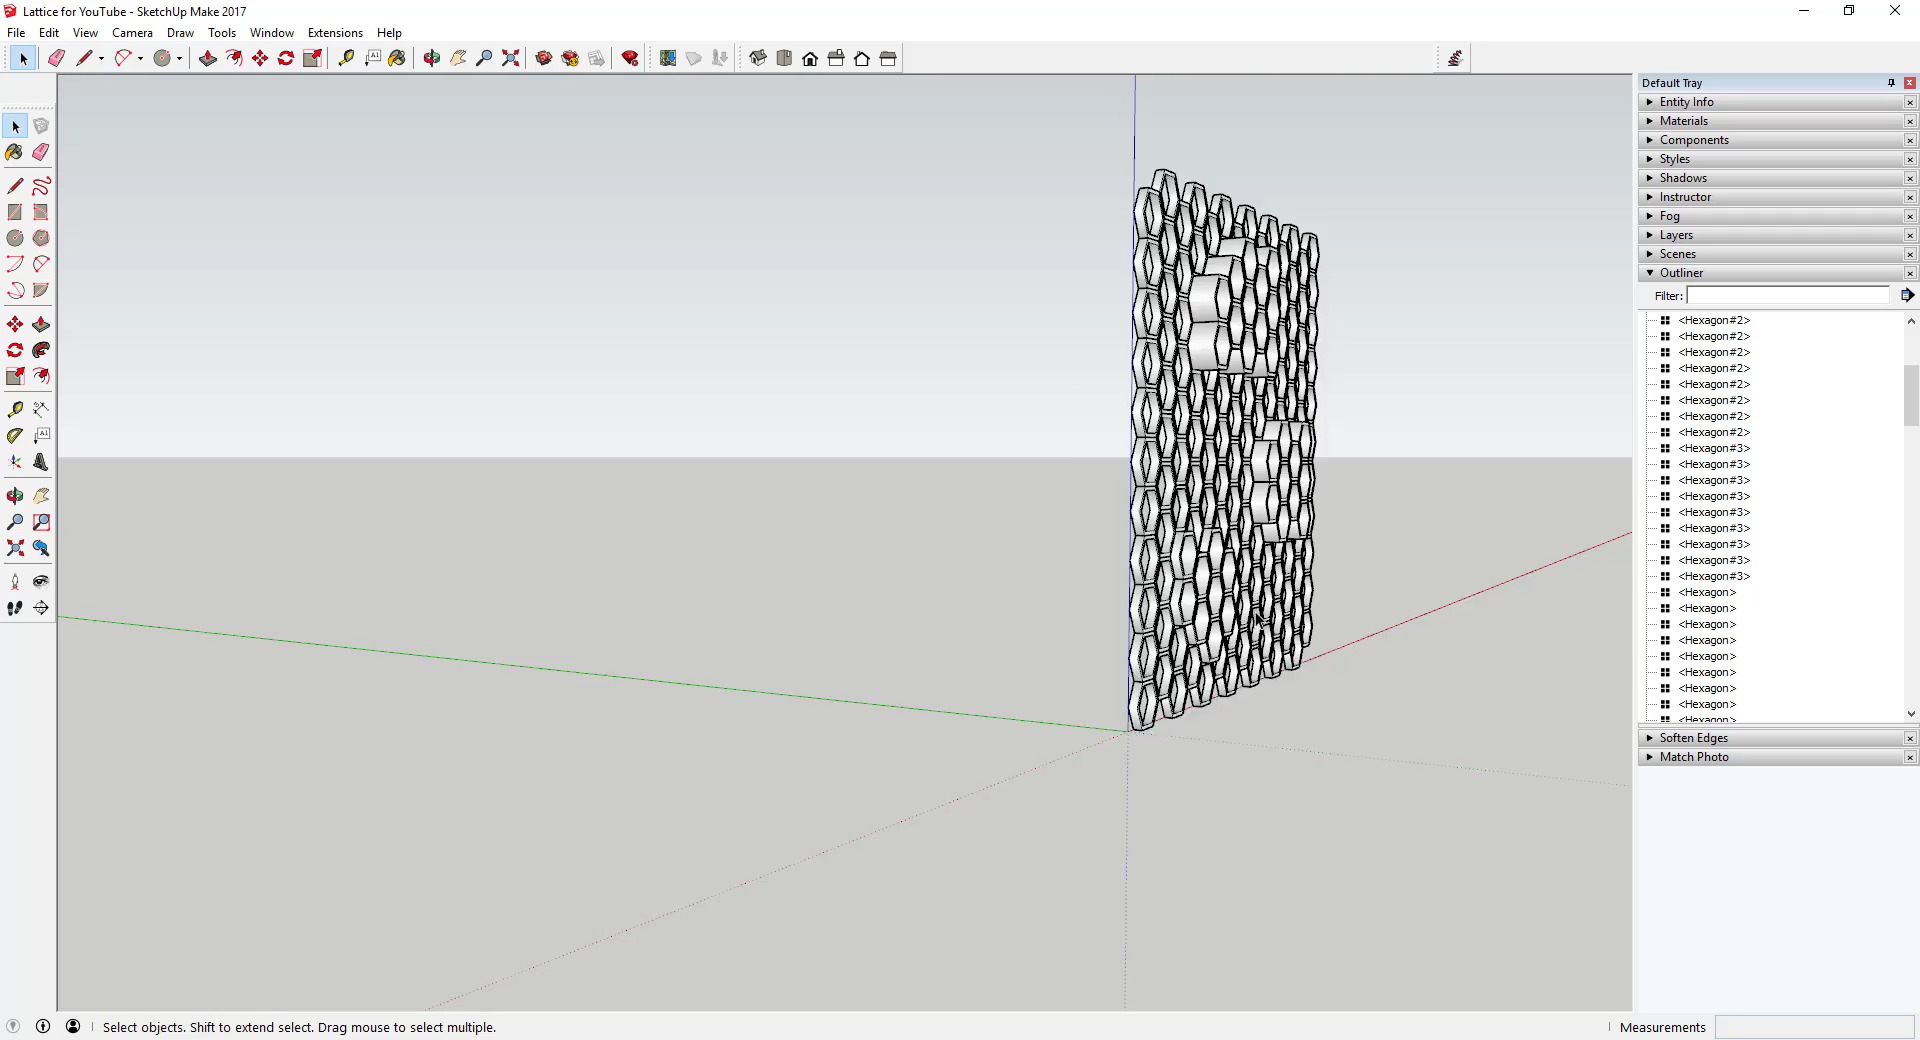 Lattice for YouTube - SketchUp Make 2017
File Edit View Camera Draw Tools Window Extensions Help
Default Tray
Entity Info
Materials
Components
Styles
Shadows
Instructor
Fog
Layers
Scenes
Outliner
Filter:
<Hexagon#2>
<Hexagon#2>
<Hexagon#2>
<Hexagon#2>
<Hexagon#2>
<Hexagon#2>
<Hexagon#2>
<Hexagon#2>
<Hexagon#3>
<Hexagon#3>
<Hexagon#3>
<Hexagon#3>
<Hexagon#3>
<Hexagon#3>
<Hexagon#3>
<Hexagon#3>
<Hexagon#3>
<Hexagon>
<Hexagon>
<Hexagon>
<Hexagon>
<Hexagon>
<Hexagon>
<Hexagon>
<Hexagon>
<Hexagon>
Soften Edges
Match Photo
Select objects. Shift to extend select. Drag mouse to select multiple.
Measurements